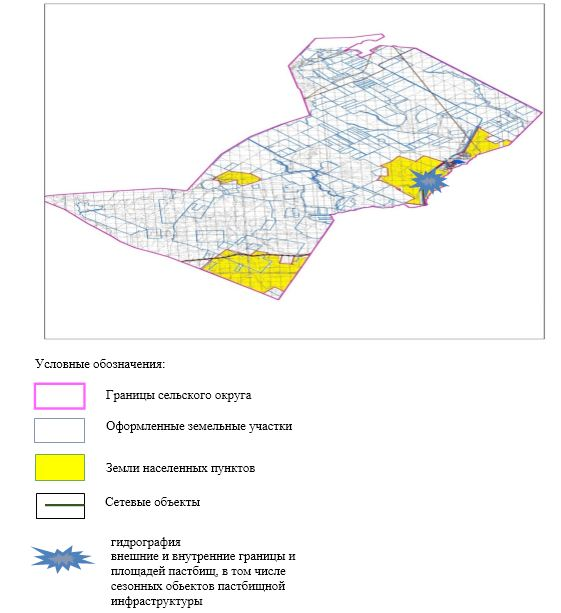 Условные обозначения:
Границы сельского округа
Оформленные земельные участки
Земли населенных пунктов
Сетевые объекты
гидрография
внешние и внутренние границы и
площадей пастбищ, в том числе
сезонных обьектов пастбищной
инфраструктуры